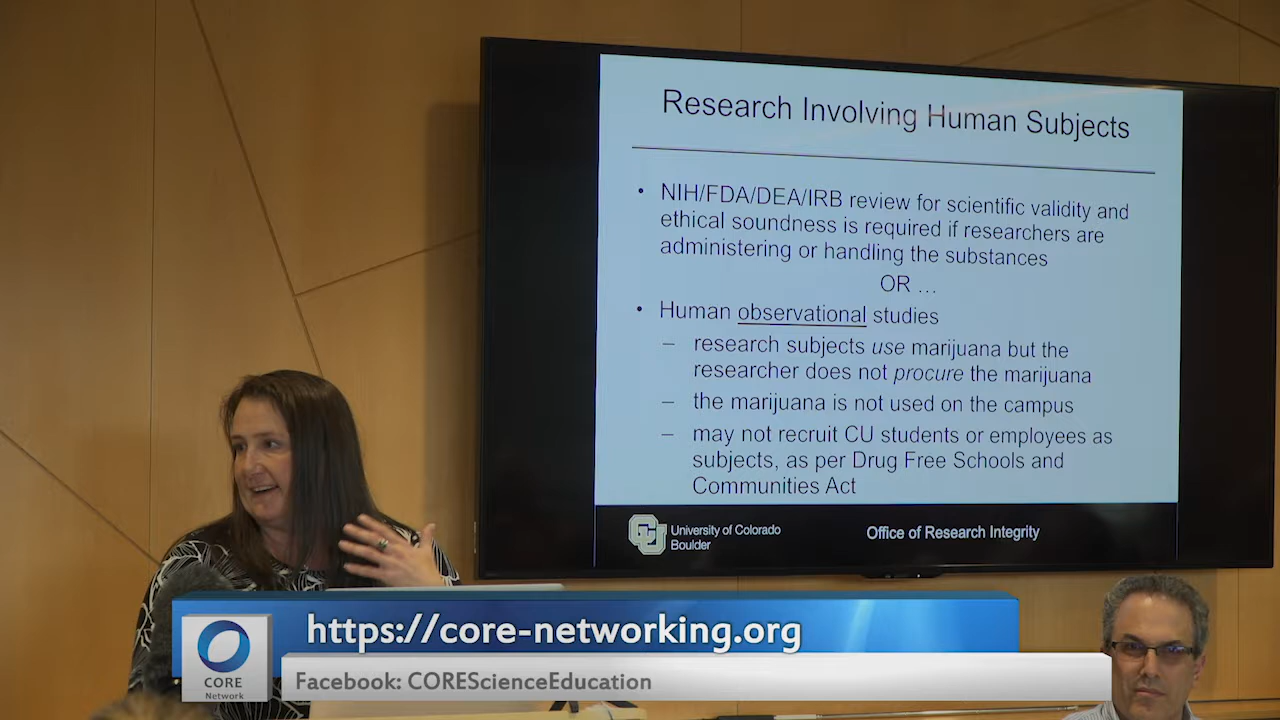 Research Involving Human Subjects
• NIH/FDA/DEA/IRB review for scientific validity and
ethical soundness is required if researchers are
administering or handling the substances
OR ...
• Human observational studies
– research subjects use marijuana but the
researcher does not procure the marijuana
– the marijuana is not used on the campus
– may not recruit CU students or employees as
subjects, as per Drug Free Schools and
Communities Act
CU
University of Colorado
Boulder
Office of Research Integrity
https://core-networking.org
CORE
Network
Facebook: COREScienceEducation